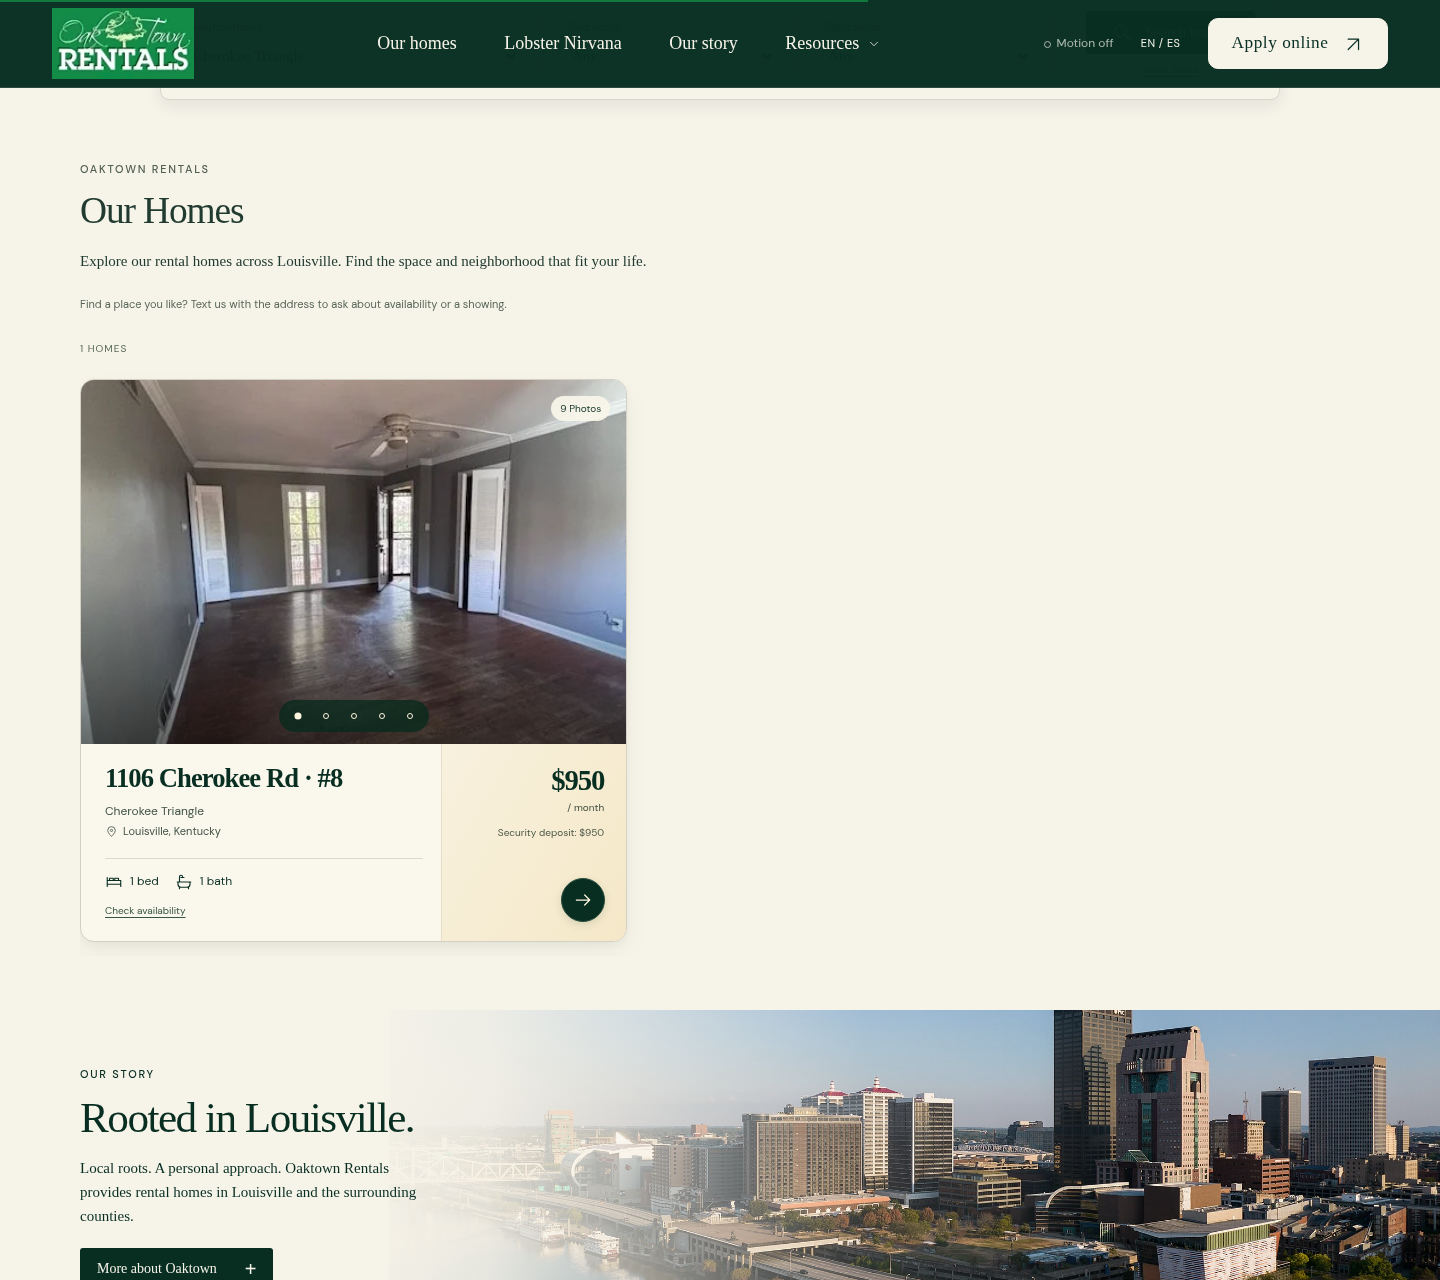 Oak Town
RENTALS
Our homes
Lobster Nirvana
Our story
Resources
Motion off
EN / ES
Apply online
OAKTOWN RENTALS
Our Homes
Explore our rental homes across Louisville. Find the space and neighborhood that fit your life.
Find a place you like? Text us with the address to ask about availability or a showing.
1 HOMES
9 Photos
1106 Cherokee Rd · #8
Cherokee Triangle
Louisville, Kentucky
1 bed
1 bath
Check availability
$950
/ month
Security deposit: $950
OUR STORY
Rooted in Louisville.
Local roots. A personal approach. Oaktown Rentals
provides rental homes in Louisville and the surrounding
counties.
More about Oaktown +